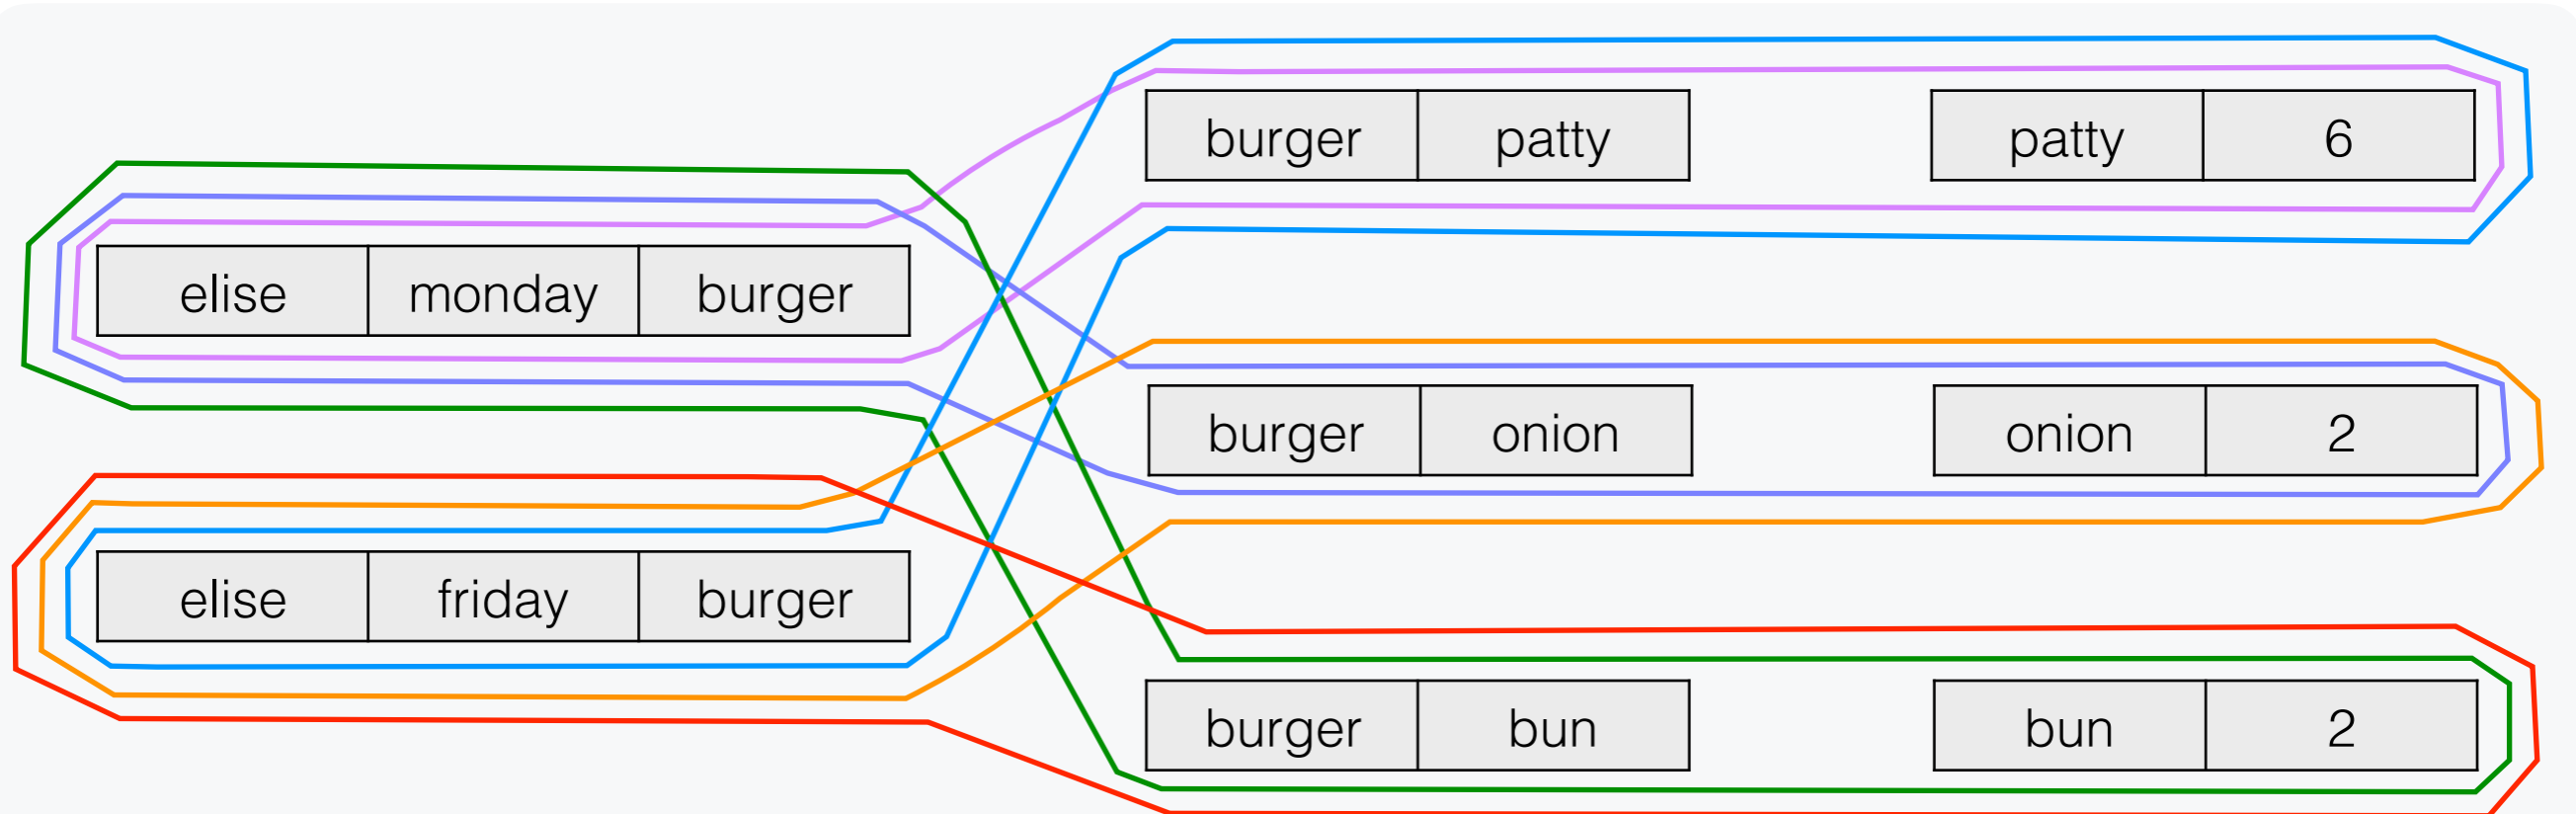 burger patty patty 6
elise monday burger
burger onion onion 2
elise friday burger
burger bun bun 2